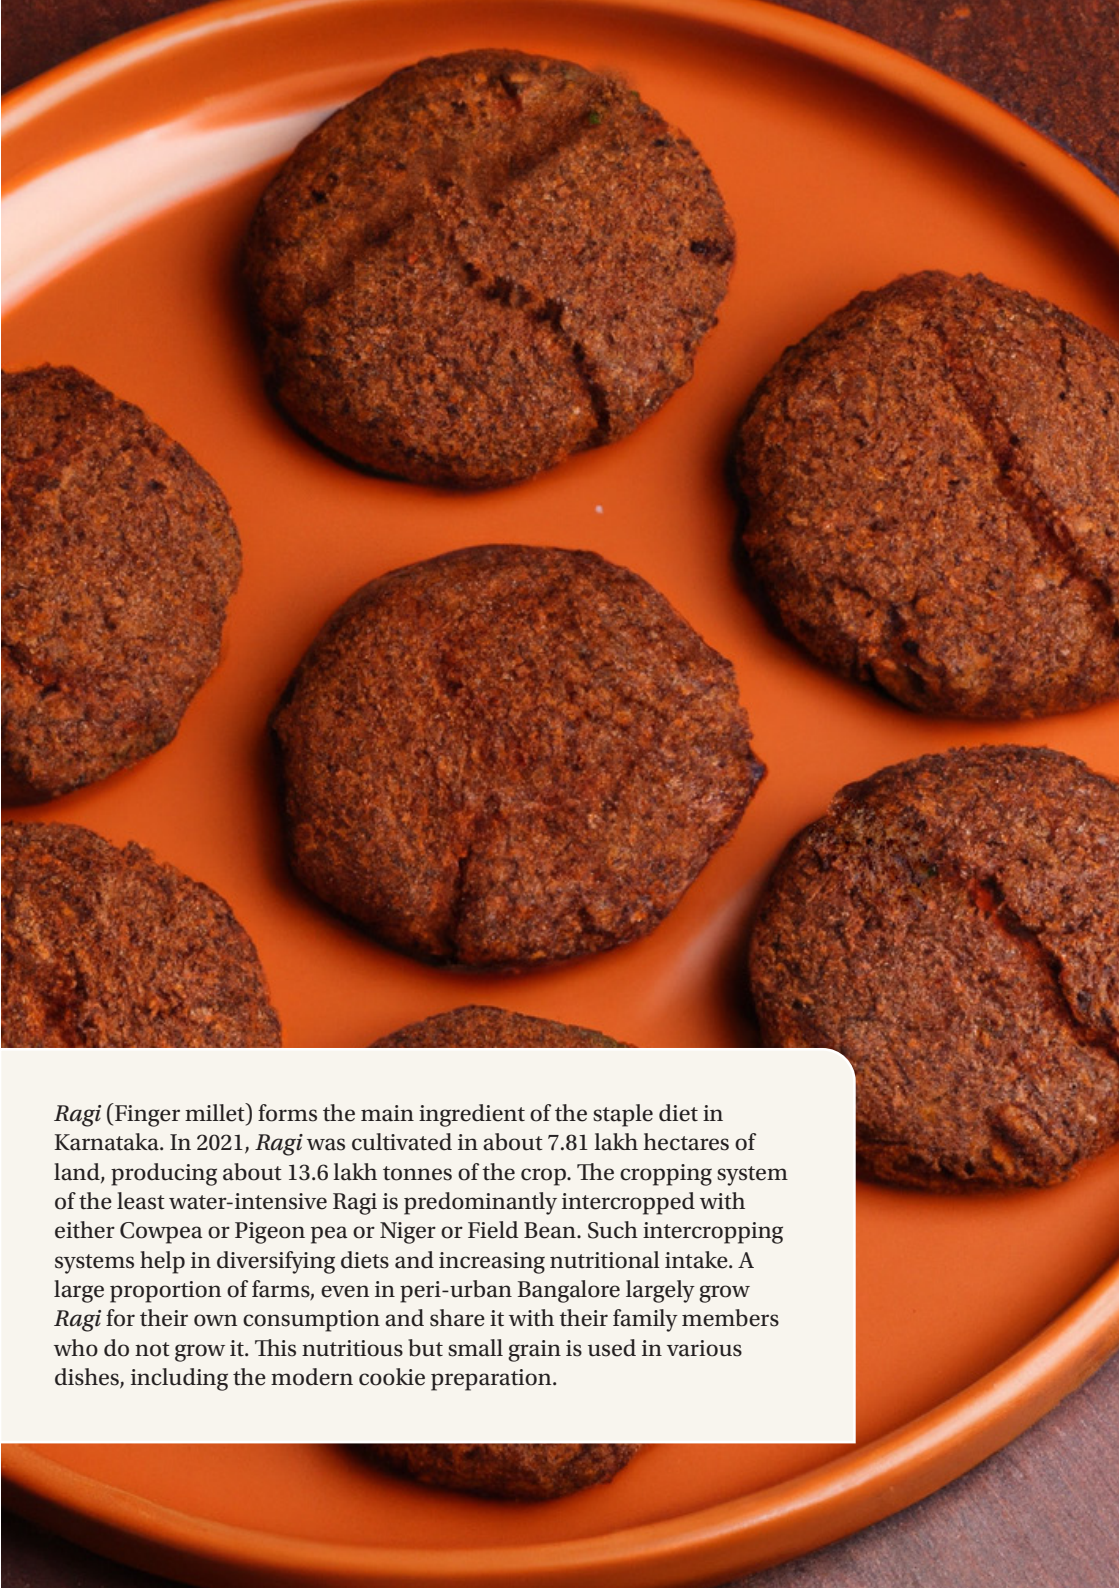 Ragi (Finger millet) forms the main ingredient of the staple diet in
Karnataka. In 2021, Ragi was cultivated in about 7.81 lakh hectares of
land, producing about 13.6 lakh tonnes of the crop. The cropping system
of the least water-intensive Ragi is predominantly intercropped with
either Cowpea or Pigeon pea or Niger or Field Bean. Such intercropping
systems help in diversifying diets and increasing nutritional intake. A
large proportion of farms, even in peri-urban Bangalore largely grow
Ragi for their own consumption and share it with their family members
who do not grow it. This nutritious but small grain is used in various
dishes, including the modern cookie preparation.